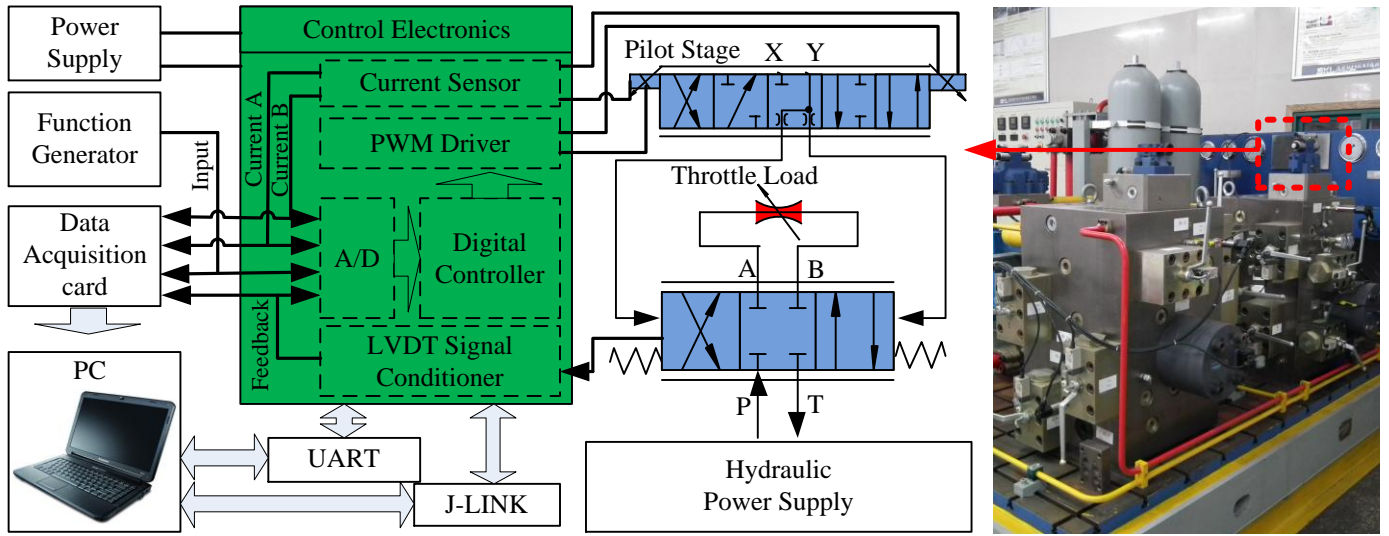 Power
Supply
Control Electronics
Pilot Stage
X
Y
Current Sensor
Function
Generator
Current A
Current B
Input
PWM Driver
Throttle Load
Data
Acquisition
card
A/D
Digital
Controller
A
B
Feedback
LVDT Signal
Conditioner
PC
P
T
UART
Hydraulic
Power Supply
J-LINK